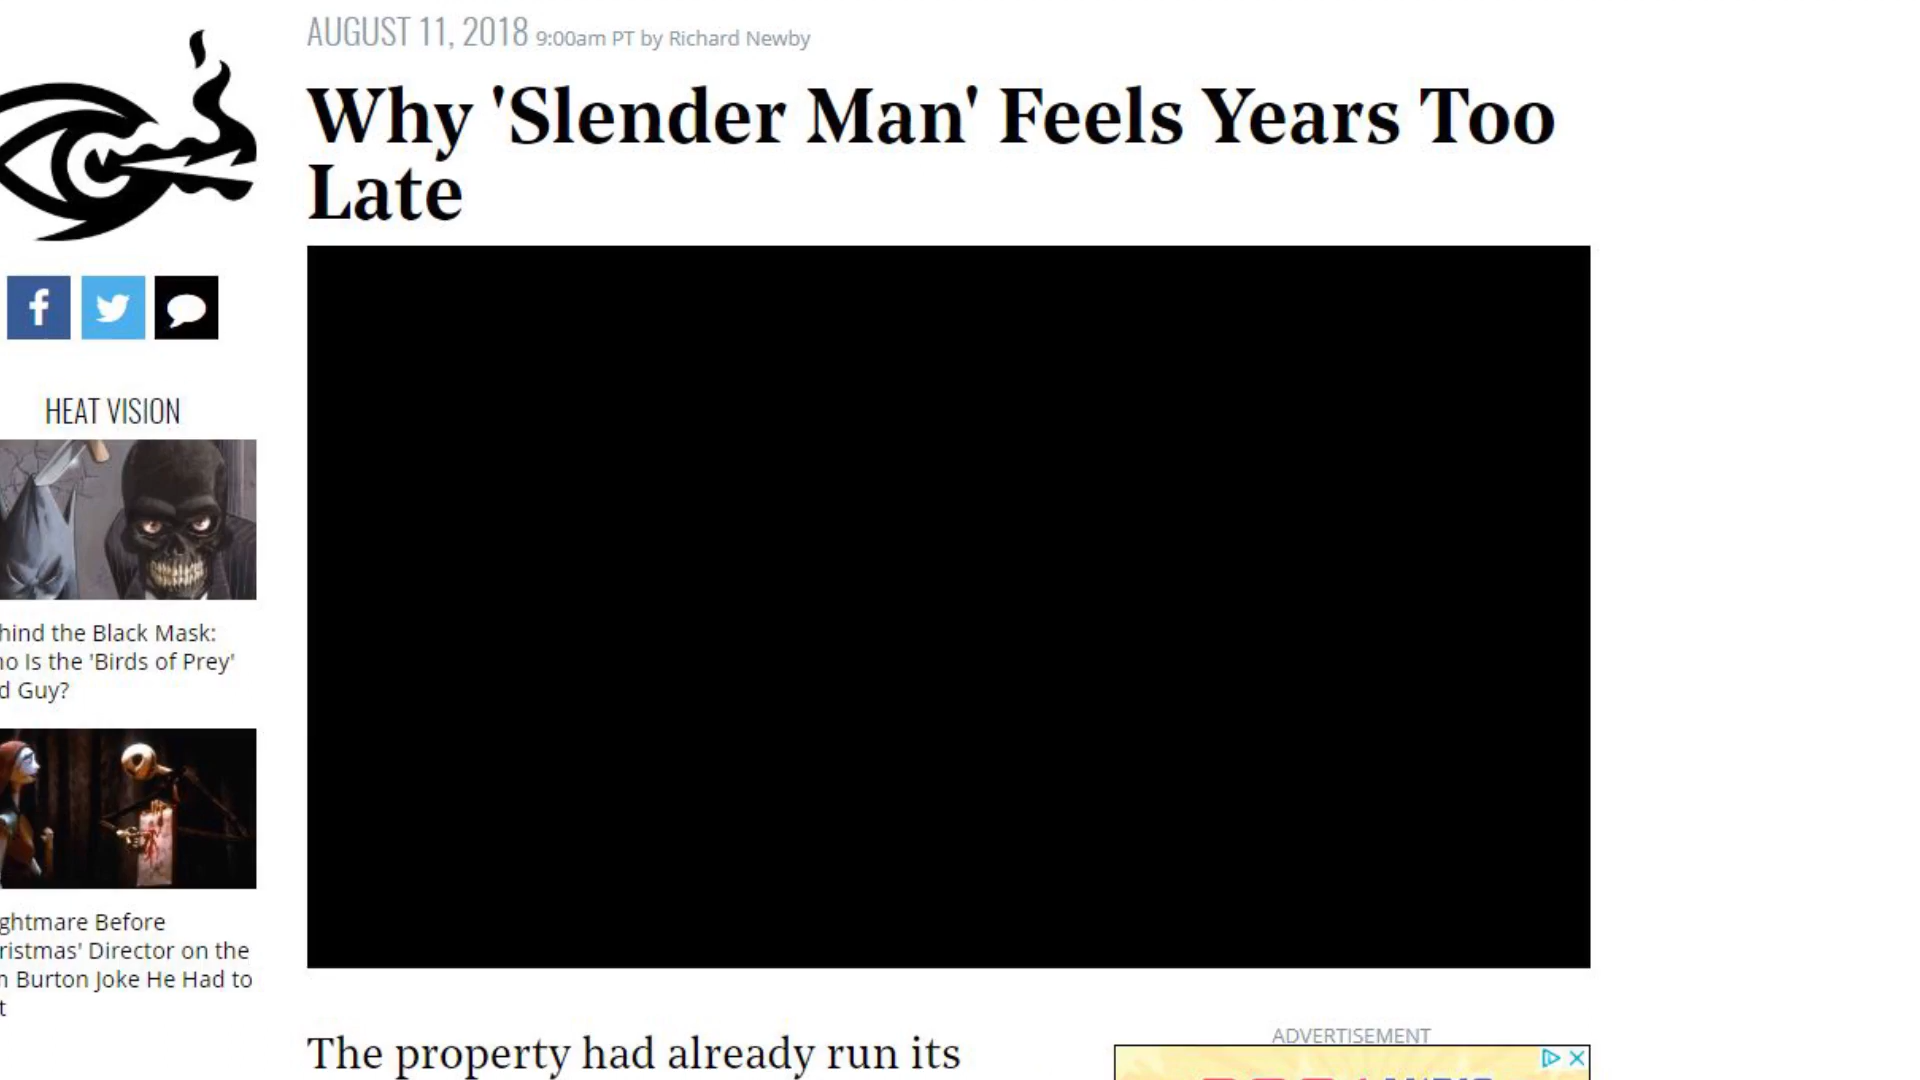 AUGUST 11, 2018 9:00am PT by Richard Newby
Why 'Slender Man' Feels Years Too
Late
HEAT VISION
hind the Black Mask:
o Is the 'Birds of Prey'
d Guy?
ghtmare Before
ristmas' Director on the
Burton Joke He Had to
t
The property had already run its
ADVERTISEMENT